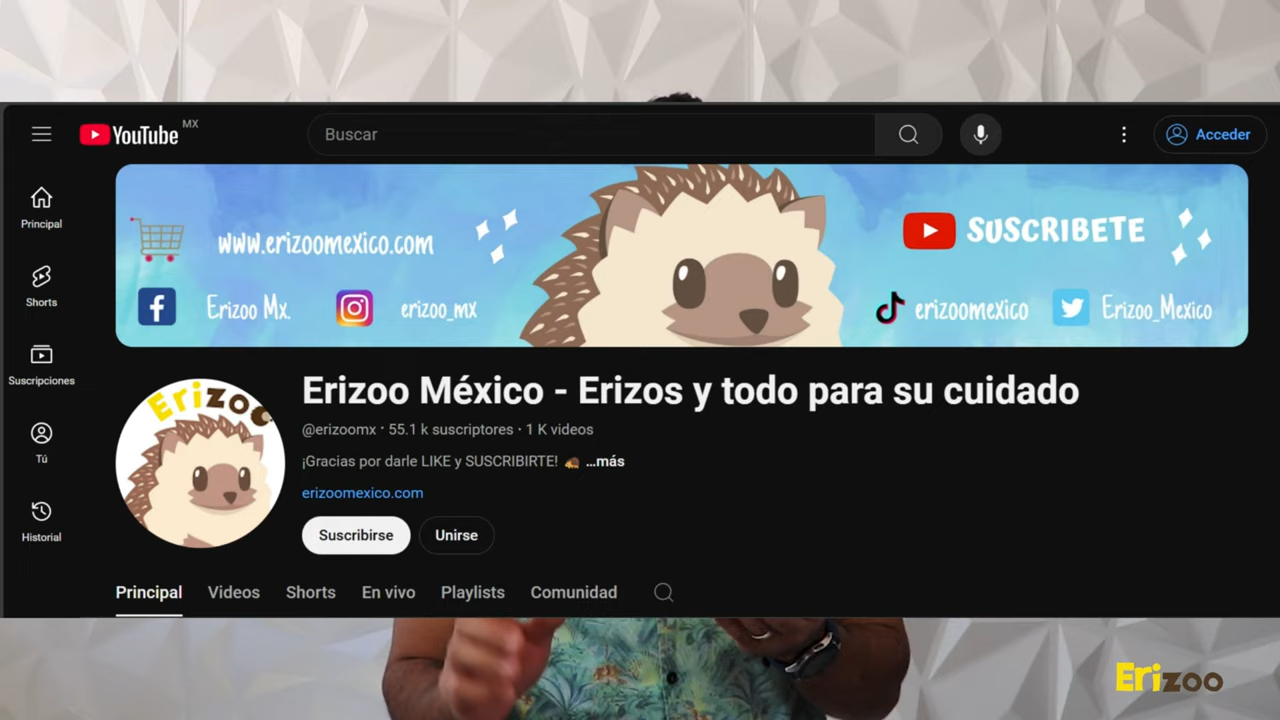 YouTube MX
Buscar
Acceder
Principal
Shorts
Suscripciones
Tú
Historial
www.erizoomexico.com
SUSCRIBETE
Erizoo Mx.
erizoo_mx
erizoomexico
Erizoo_Mexico
Erizoo
Erizoo México - Erizos y todo para su cuidado
@erizoomx · 55.1 k suscriptores · 1 K videos
¡Gracias por darle LIKE y SUSCRIBIRTE! 🦔 ...más
erizoomexico.com
Suscribirse
Unirse
Principal Videos Shorts En vivo Playlists Comunidad
Erizoo